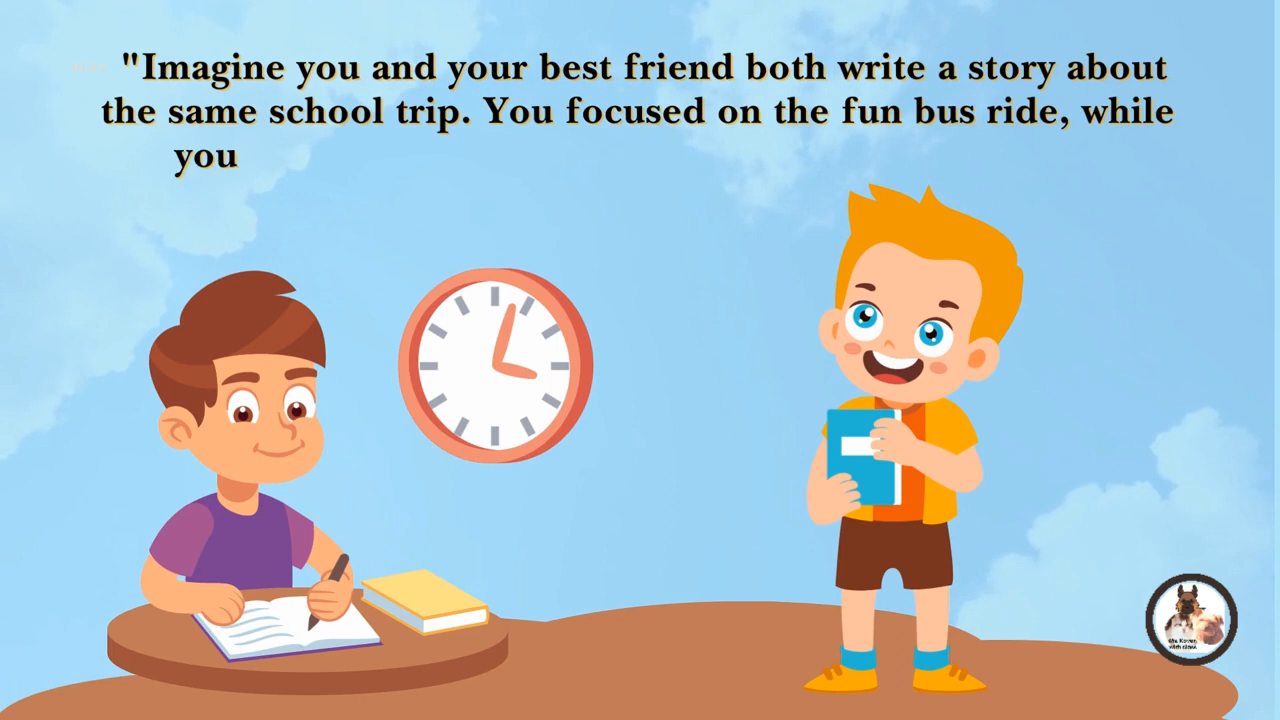 "Imagine you and your best friend both write a story about
the same school trip. You focused on the fun bus ride, while
you